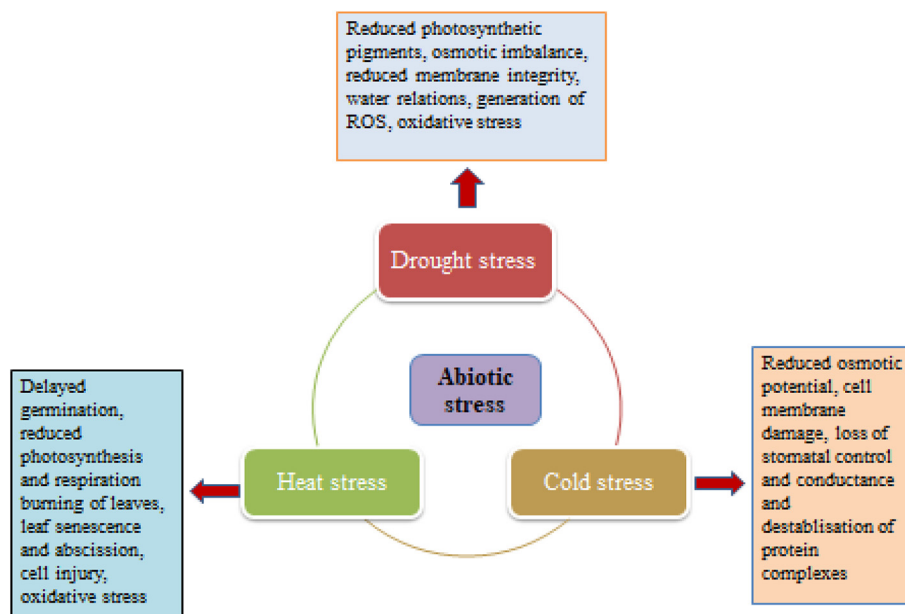 Reduced photosynthetic
pigments, osmotic imbalance,
reduced membrane integrity,
water relations, generation of
ROS, oxidative stress
Drought stress
Abiotic
stress
Delayed
germination,
reduced
photosynthesis
and respiration
burning of leaves,
leaf senescence
and abscission,
cell injury,
oxidative stress
Heat stress
Cold stress
Reduced osmotic
potential, cell
membrane
damage, loss of
stomatal control
and conductance
and
destablisation of
protein
complexes